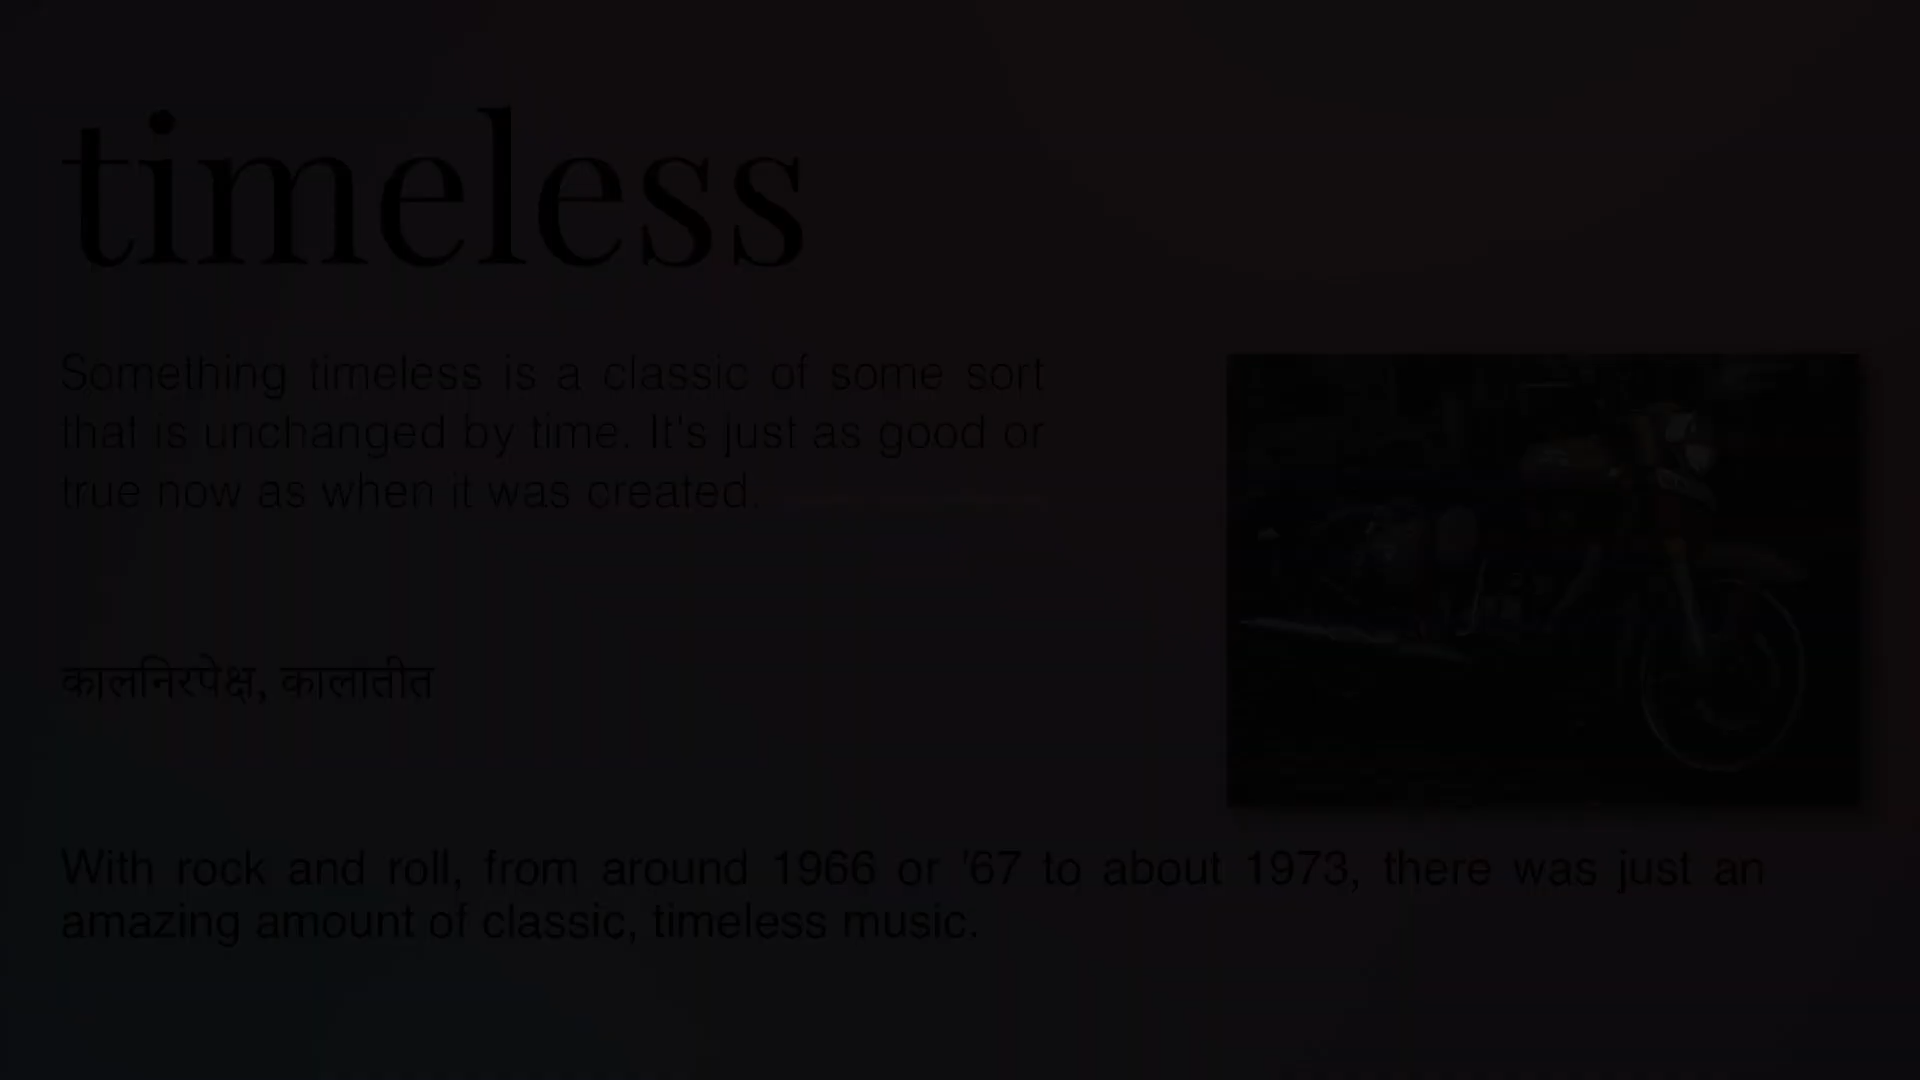 timeless
Something timeless is a classic of some sort
that is unchanged by time. It's just as good or
true now as when it was created.
कालनिरपेक्ष, कालातीत
With rock and roll, from around 1966 or '67 to about 1973, there was just an
amazing amount of classic, timeless music.